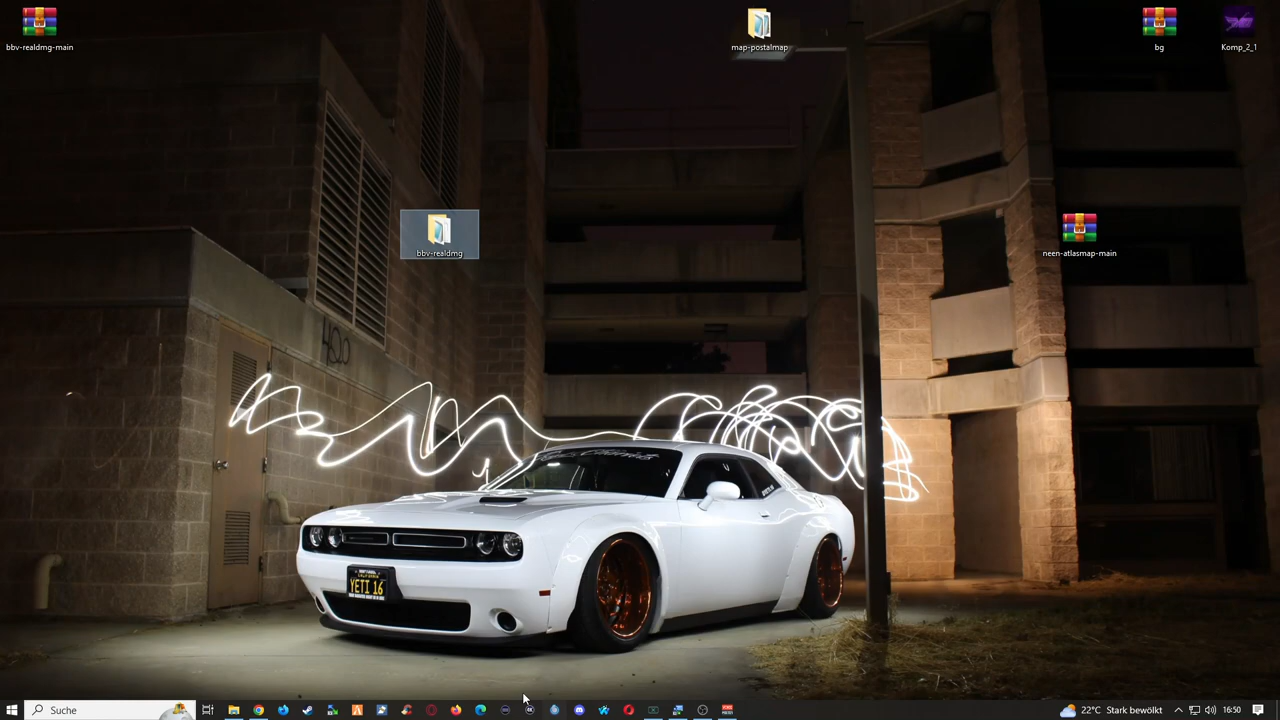 bbv-realdmg-main
map-postalmap
bg
Komp_2_1
bbv-realdmg
neen-atlasmap-main
YETI 16
Suche
22°C Stark bewölkt
16:50